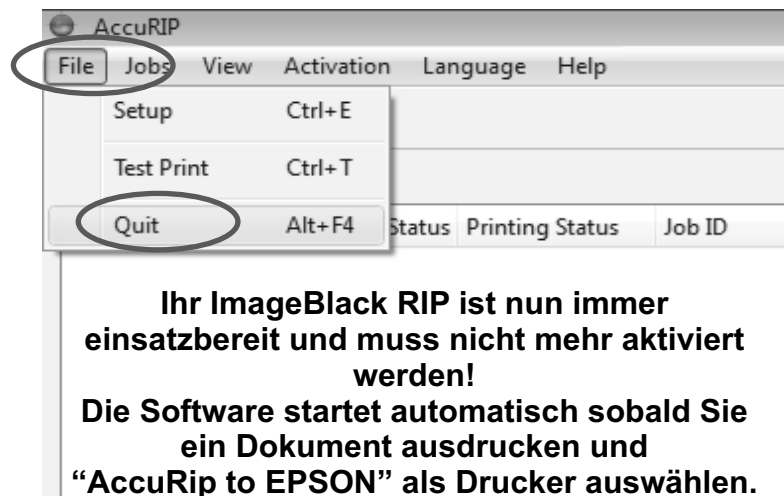 AccuRIP
File Jobs View Activation Language Help
Setup Ctrl+E
Test Print Ctrl+T
Quit Alt+F4
Status Printing Status Job ID
Ihr ImageBlack RIP ist nun immer
einsatzbereit und muss nicht mehr aktiviert
werden!
Die Software startet automatisch sobald Sie
ein Dokument ausdrucken und
“AccuRip to EPSON” als Drucker auswählen.